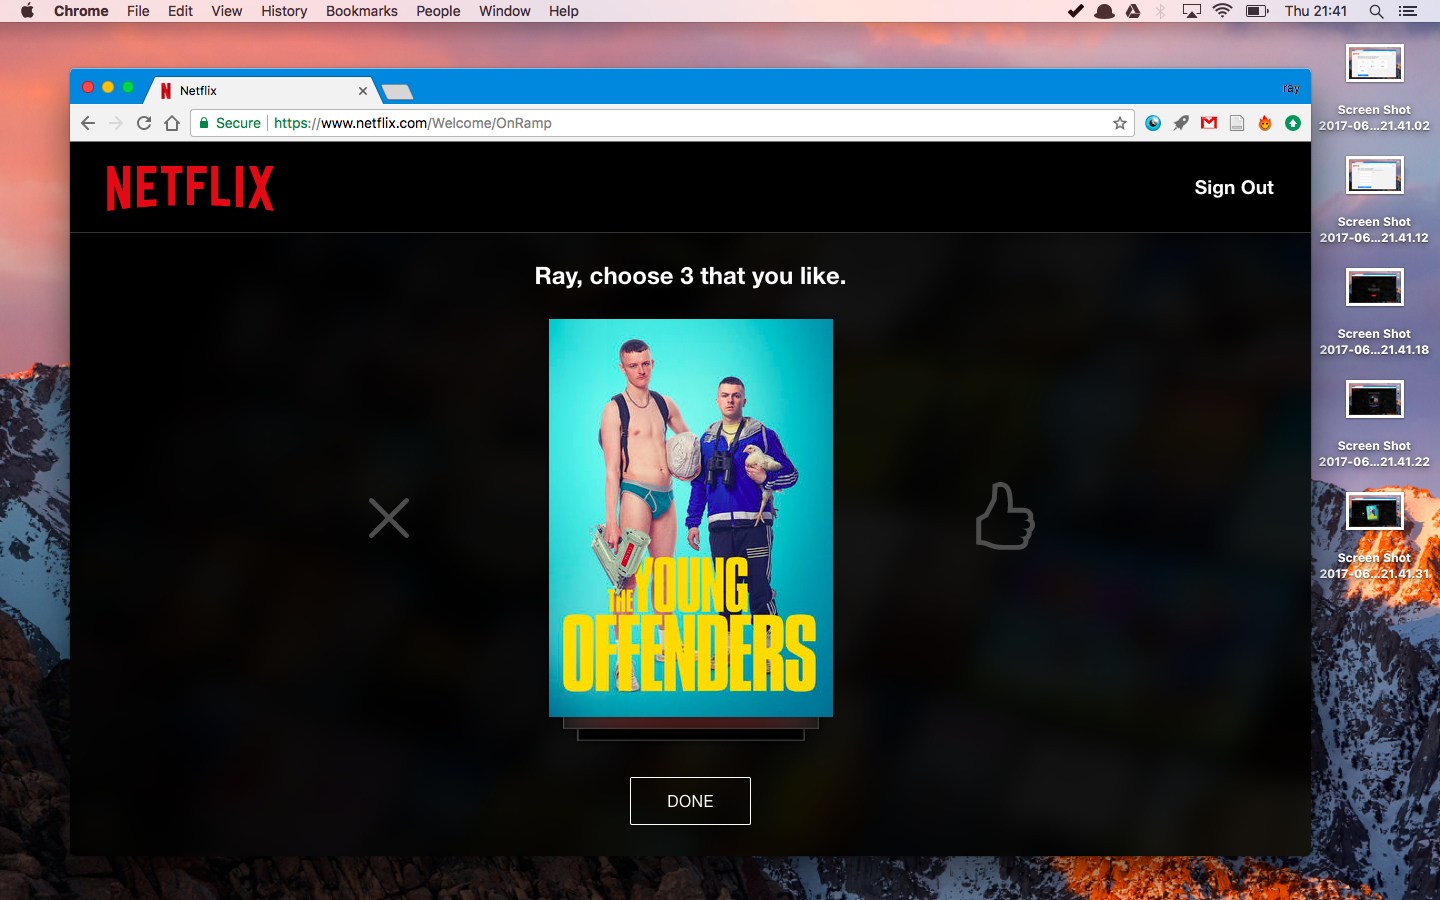 Chrome File Edit View History Bookmarks People Window Help
Thu 21:41
Netflix
ray
Secure
https://www.netflix.com/Welcome/OnRamp
NETFLIX
Sign Out
Ray, choose 3 that you like.
THE YOUNG
OFFENDERS
DONE
Screen Shot
2017-06...21.41.02
Screen Shot
2017-06...21.41.12
Screen Shot
2017-06...21.41.18
Screen Shot
2017-06...21.41.22
Screen Shot
2017-06...21.41.31